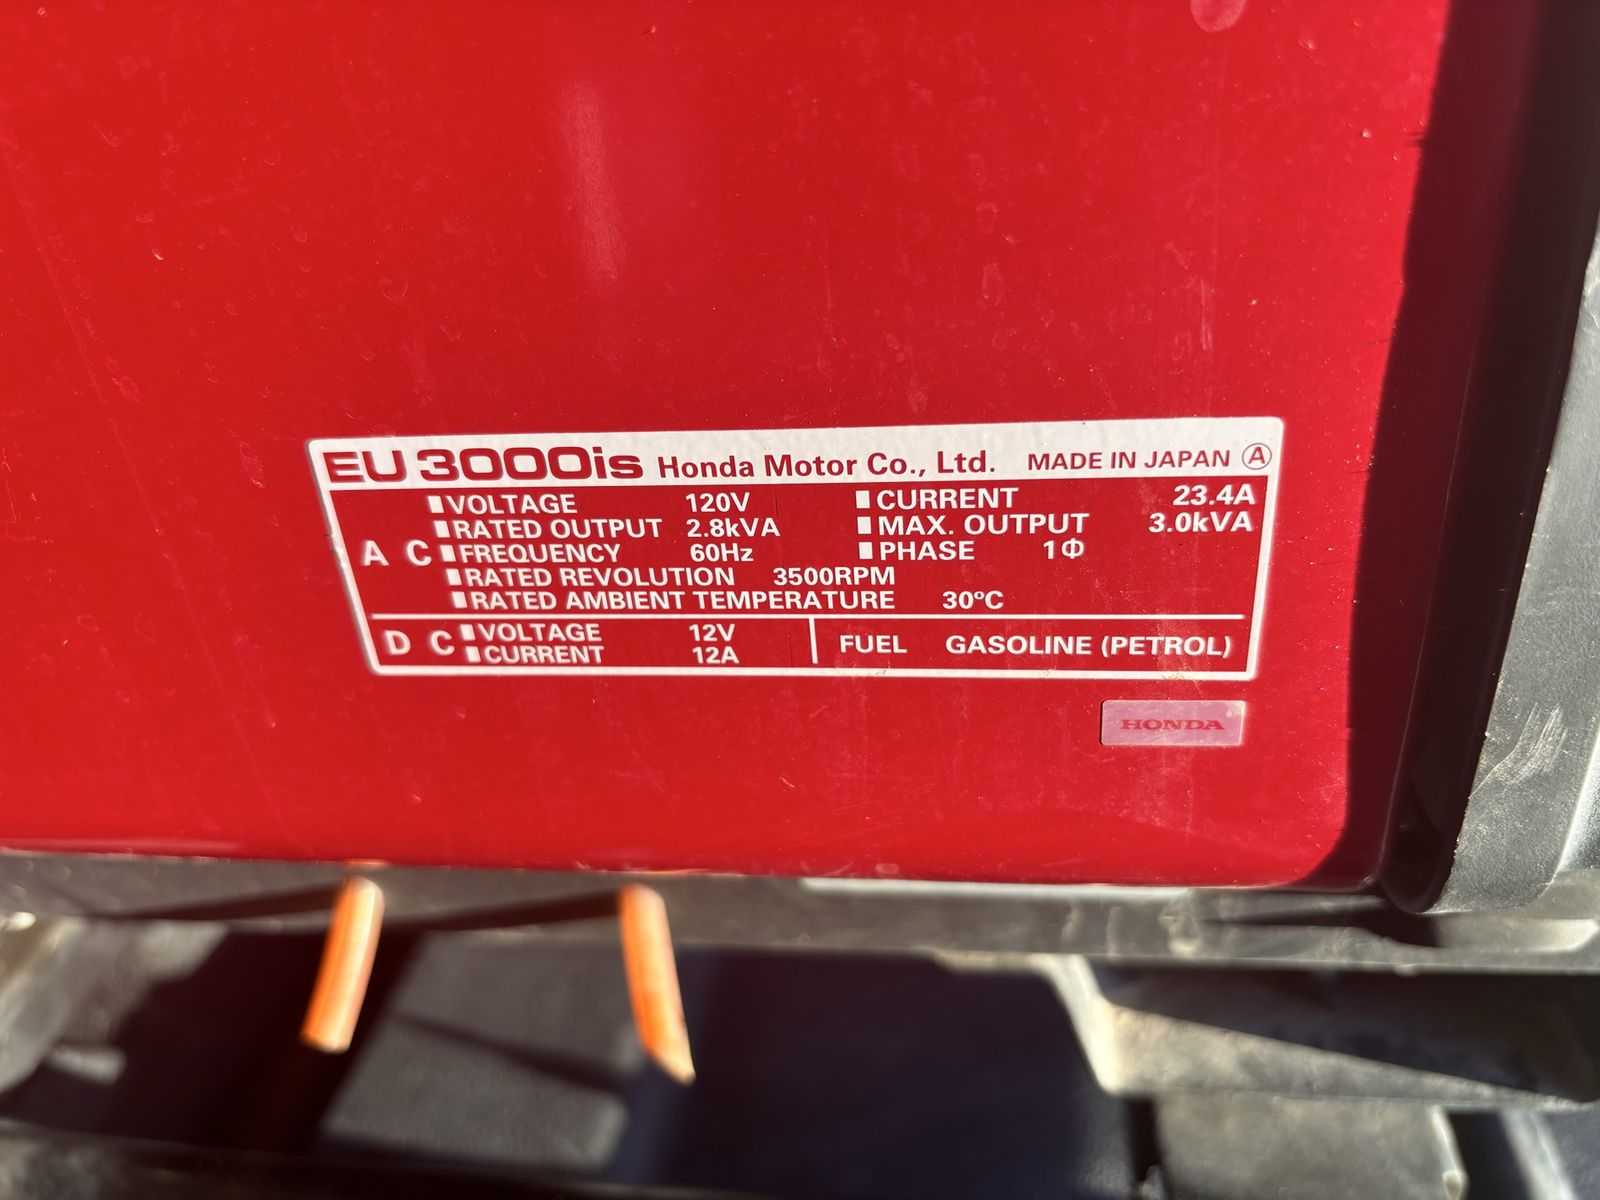 EU 3000is Honda Motor Co., Ltd. MADE IN JAPAN Ⓐ
VOLTAGE 120V CURRENT 23.4A
RATED OUTPUT 2.8kVA MAX. OUTPUT 3.0kVA
A C FREQUENCY 60Hz PHASE 1Φ
RATED REVOLUTION 3500RPM
RATED AMBIENT TEMPERATURE 30ºC
D C VOLTAGE 12V
CURRENT 12A
FUEL GASOLINE (PETROL)
HONDA